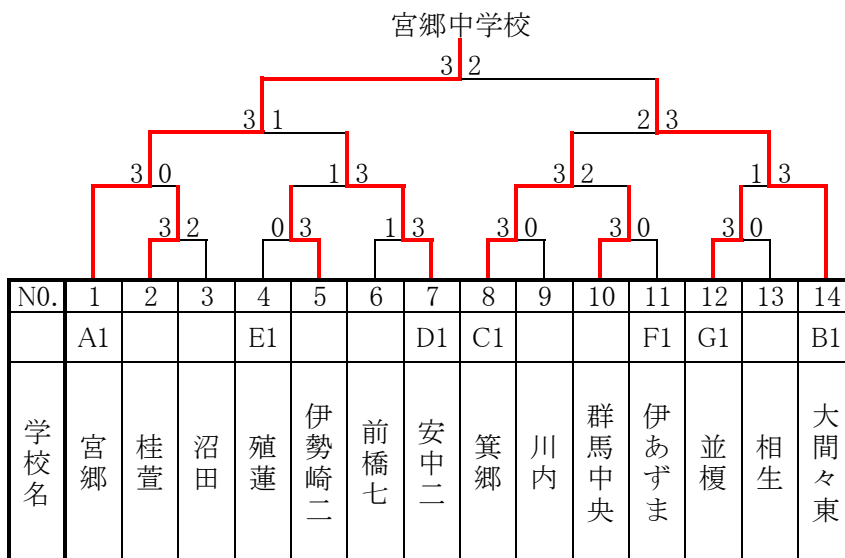 宮郷中学校
3 2
3 1 2 3
3 0 1 3 3 2 1 3
3 2 0 3 1 3 3 0 3 0 3 0
N0. 1 2 3 4 5 6 7 8 9 10 11 12 13 14
A1 E1 D1 C1 F1 G1 B1
学校名 宮郷 桂萱 沼田 殖蓮 伊勢崎二 前橋七 安中二 箕郷 川内 群馬中央 伊あずま 並榎 相生 大間々東